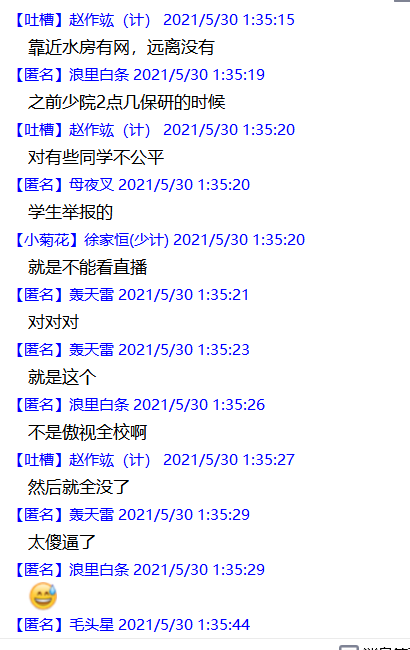 【吐槽】赵作竑（计） 2021/5/30 1:35:15
靠近水房有网，远离没有
【匿名】浪里白条 2021/5/30 1:35:19
之前少院2点几保研的时候
【吐槽】赵作竑（计） 2021/5/30 1:35:20
对有些同学不公平
【匿名】母夜叉 2021/5/30 1:35:20
学生举报的
【小菊花】徐家恒(少计) 2021/5/30 1:35:20
就是不能看直播
【匿名】轰天雷 2021/5/30 1:35:21
对对对
【匿名】轰天雷 2021/5/30 1:35:23
就是这个
【匿名】浪里白条 2021/5/30 1:35:26
不是傲视全校啊
【吐槽】赵作竑（计） 2021/5/30 1:35:27
然后就全没了
【匿名】轰天雷 2021/5/30 1:35:29
太傻逼了
【匿名】浪里白条 2021/5/30 1:35:29
【匿名】毛头星 2021/5/30 1:35:44